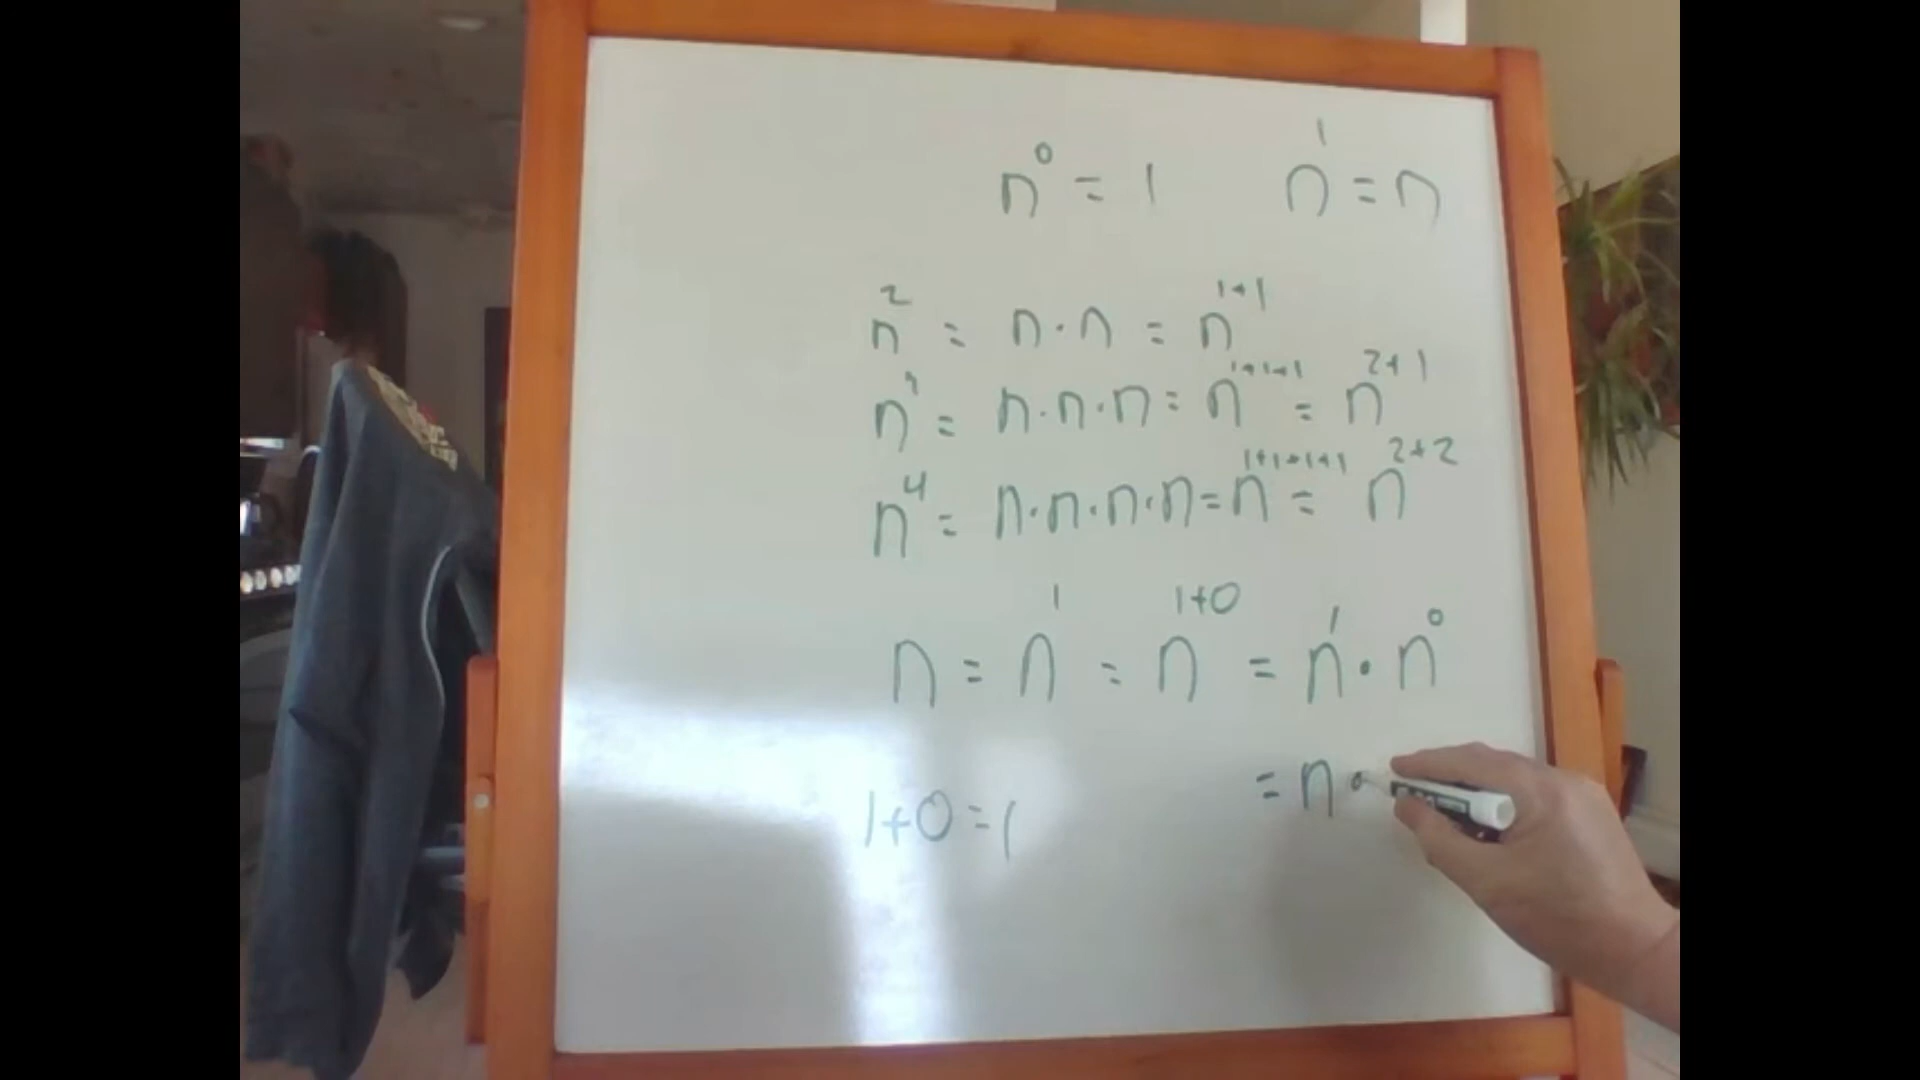 n⁰ = 1 n¹ = n
n² = n · n = n¹⁺¹
n = n · n · n = n¹⁺¹⁺¹ = n²⁺¹
n⁴ = n · n · n · n = n¹⁺¹⁺¹⁺¹ = n²⁺²
n = n¹ = n¹⁺⁰ = n¹ · n⁰
= n ·
1+0=1